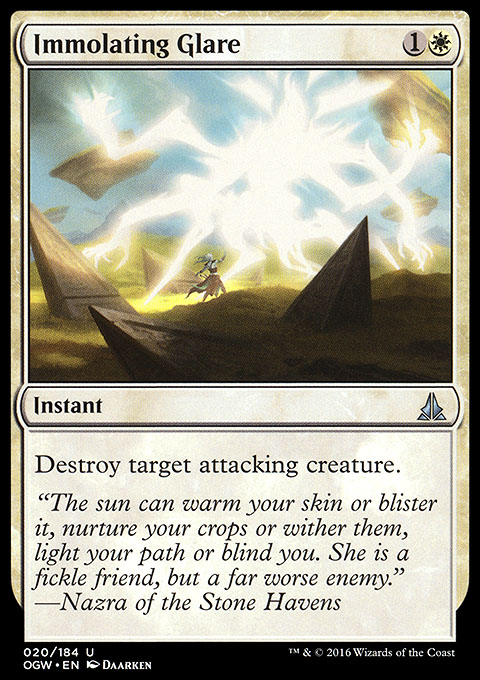 Immolating Glare 1
Instant
Destroy target attacking creature.
“The sun can warm your skin or blister
it, nurture your crops or wither them,
light your path or blind you. She is a
fickle friend, but a far worse enemy.”
—Nazra of the Stone Havens
020/184 U
OGW • EN Daarken
™ & © 2016 Wizards of the Coast